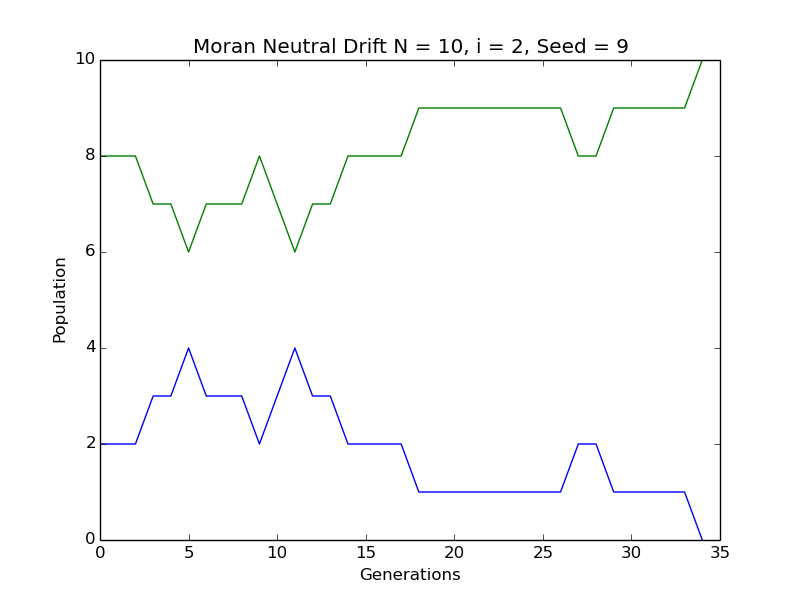 Moran Neutral Drift N = 10, i = 2, Seed = 9
10
8
6
4
2
0
Population
0 5 10 15 20 25 30 35
Generations